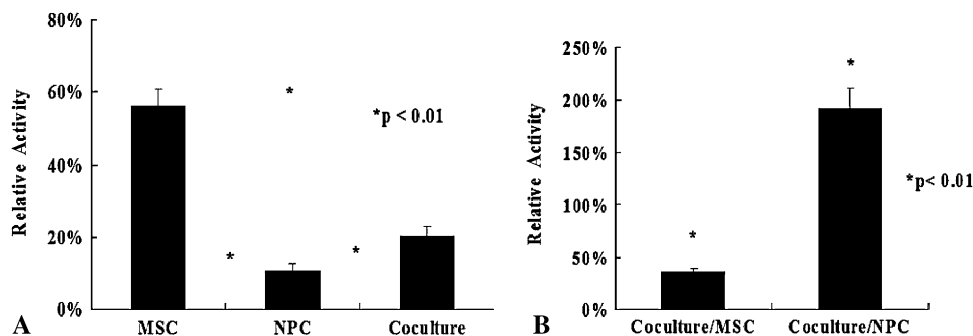 80%
60%
40%
20%
0%
Relative Activity
*
*p < 0.01
* *
MSC NPC Coculture
A
250%
200%
150%
100%
50%
0%
Relative Activity
*
*
*p< 0.01
Coculture/MSC Coculture/NPC
B